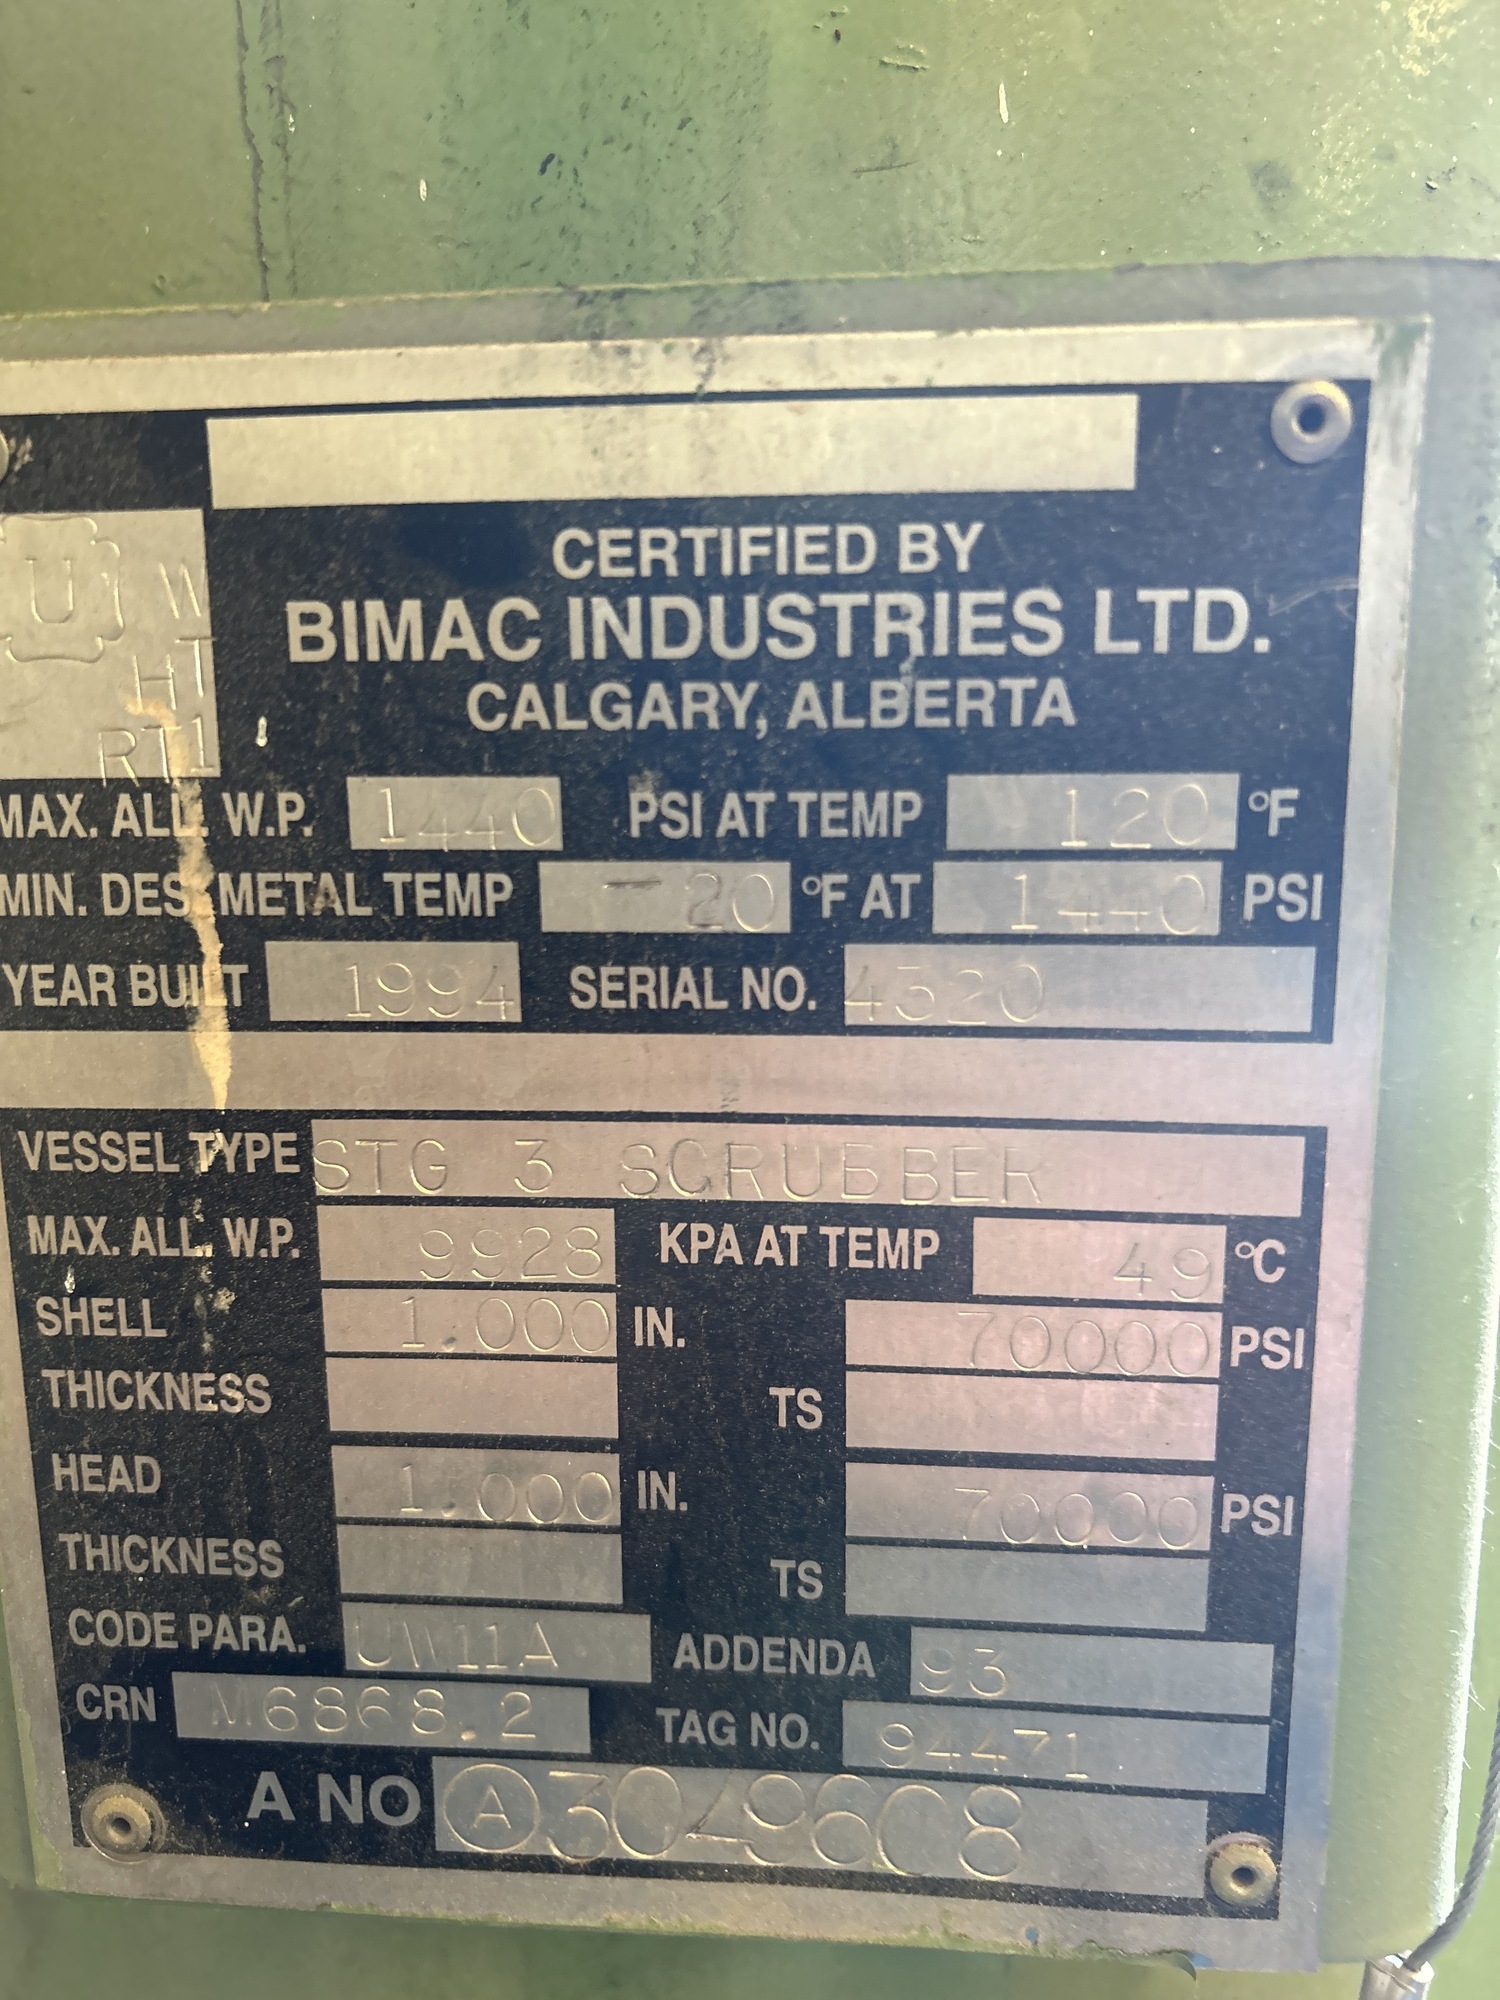 U W
HT
RT1
CERTIFIED BY
BIMAC INDUSTRIES LTD.
CALGARY, ALBERTA
MAX. ALL. W.P. 1440 PSI AT TEMP 120 °F
MIN. DES. METAL TEMP -20 °F AT 1440 PSI
YEAR BUILT 1994 SERIAL NO. 4320
VESSEL TYPE STG 3 SCRUBBER
MAX. ALL. W.P. 9928 KPA AT TEMP 49 °C
SHELL 1.000 IN. 70000 PSI
THICKNESS TS
HEAD 1.000 IN. 70000 PSI
THICKNESS TS
CODE PARA. UW11A ADDENDA 93
CRN M6868.2 TAG NO. 94471
A NO Ⓐ3049608